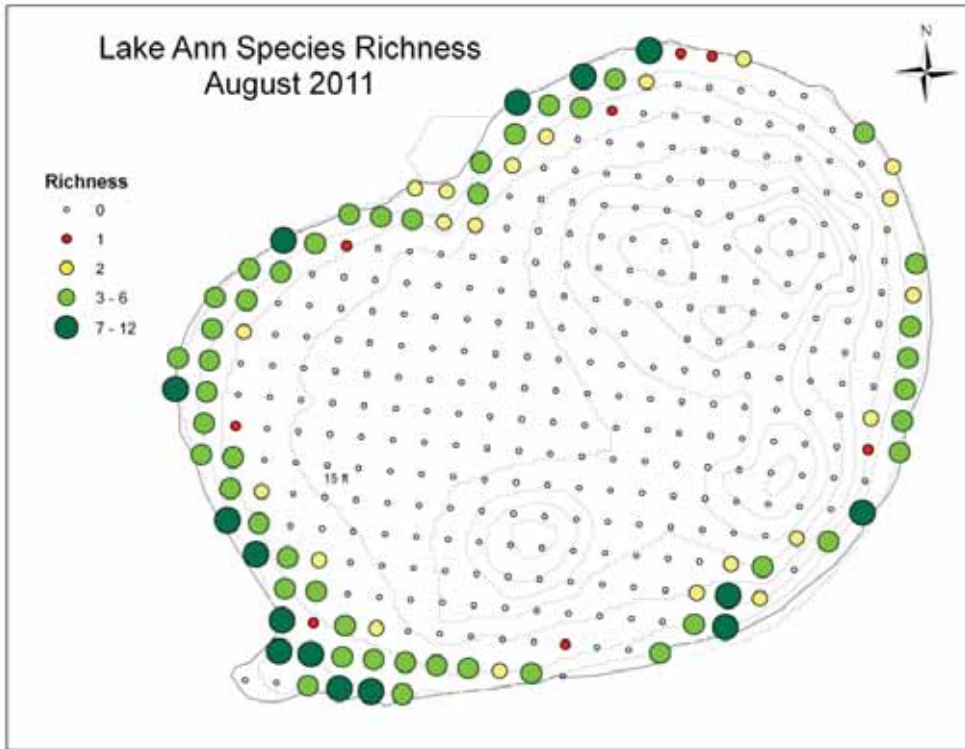 Lake Ann Species Richness
August 2011
N
Richness
0
1
2
3 - 6
7 - 12
15 ft